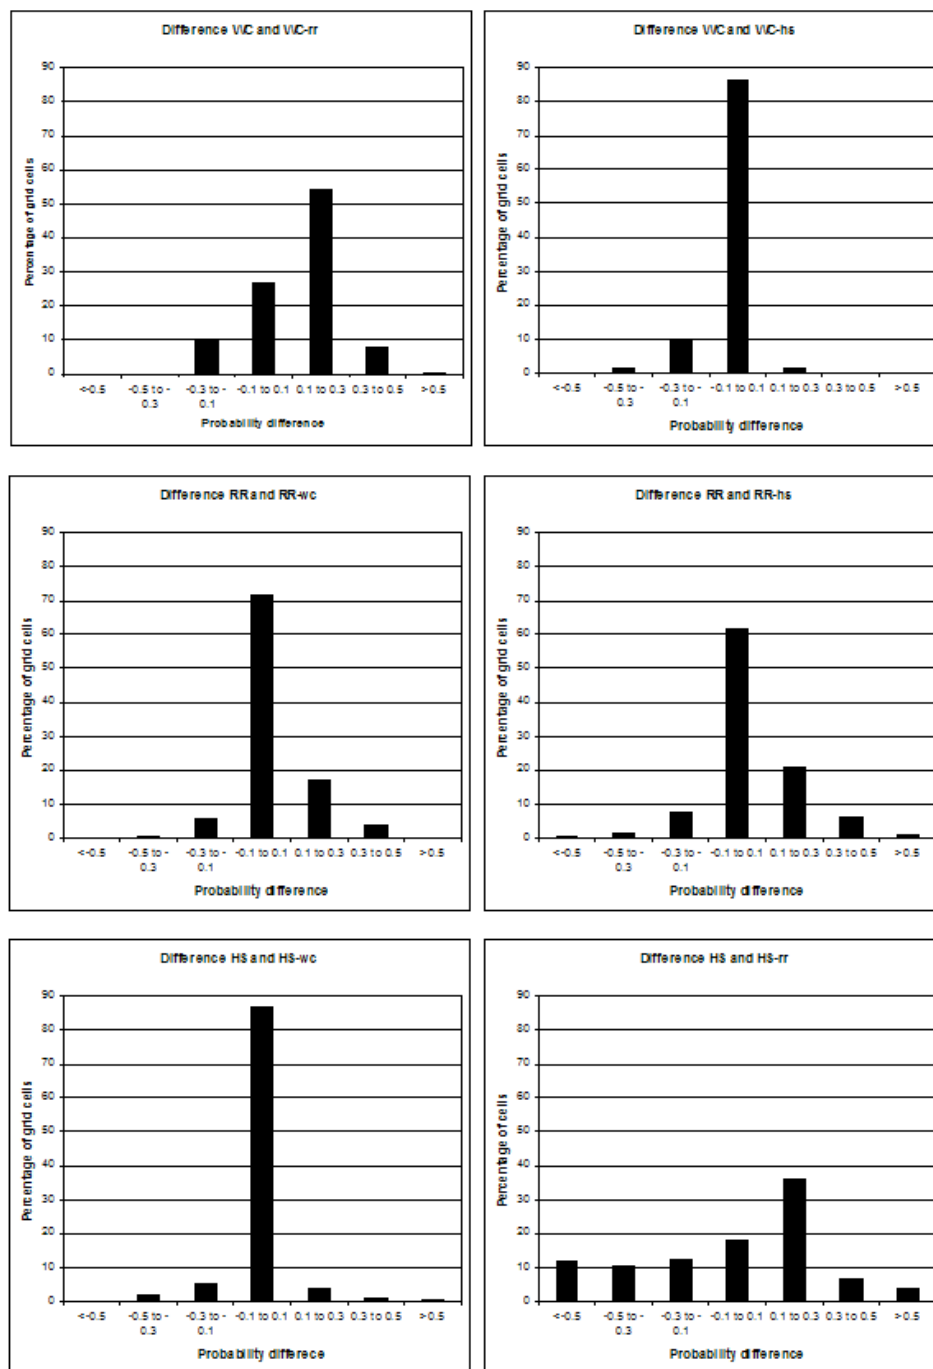 Difference WC and WC-rr
90
80
70
60
50
40
30
20
10
0
Percentage of grid cells
<-0.5 -0.5 to - -0.3 to - -0.1 to 0.1 0.1 to 0.3 0.3 to 0.5 >0.5
0.3 0.1
Probability difference
Difference WC and WC-hs
90
80
70
60
50
40
30
20
10
0
Percentage of grid cells
<-0.5 -0.5 to - -0.3 to - -0.1 to 0.1 0.1 to 0.3 0.3 to 0.5 >0.5
0.3 0.1
Probability difference
Difference RR and RR-wc
90
80
70
60
50
40
30
20
10
0
Percentage of grid cells
<-0.5 -0.5 to - -0.3 to - -0.1 to 0.1 0.1 to 0.3 0.3 to 0.5 >0.5
0.3 0.1
Probability difference
Difference RR and RR-hs
90
80
70
60
50
40
30
20
10
0
Percentage of grid cells
<-0.5 -0.5 to - -0.3 to - -0.1 to 0.1 0.1 to 0.3 0.3 to 0.5 >0.5
0.3 0.1
Probability difference
Difference HS and HS-wc
90
80
70
60
50
40
30
20
10
0
Percentage of grid cells
<-0.5 -0.5 to - -0.3 to - -0.1 to 0.1 0.1 to 0.3 0.3 to 0.5 >0.5
0.3 0.1
Probability differece
Difference HS and HS-rr
90
80
70
60
50
40
30
20
10
0
Percentage of cells
<-0.5 -0.5 to - -0.3 to - -0.1 to 0.1 0.1 to 0.3 0.3 to 0.5 >0.5
0.3 0.1
Probability difference